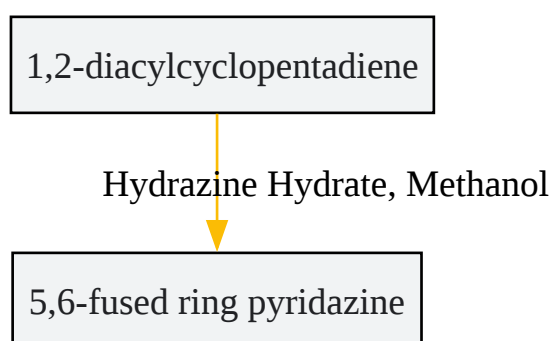 1,2-diacylcyclopentadiene
Hydrazine Hydrate, Methanol
5,6-fused ring pyridazine